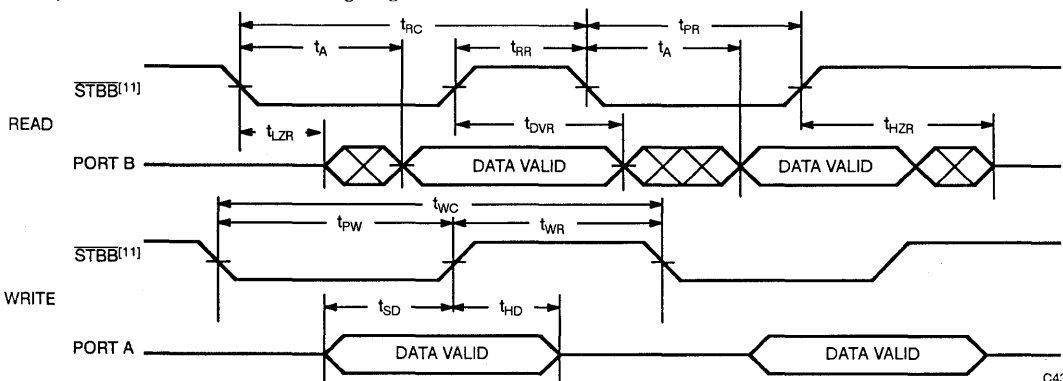 tRC
tPR
tA
tRR
tA
STBB[11]
READ
tLZR
tDVR
tHZR
PORT B
DATA VALID
DATA VALID
tWC
tPW
tWR
STBB[11]
WRITE
tSD
tHD
PORT A
DATA VALID
DATA VALID